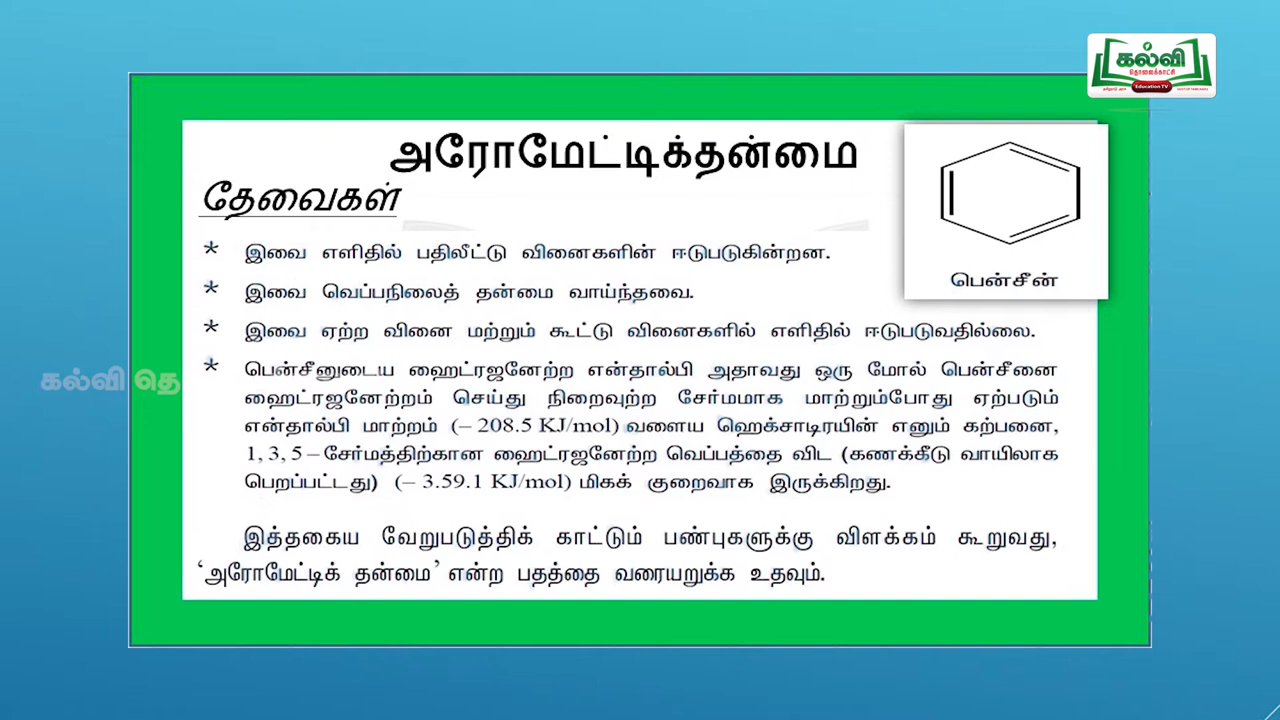 கல்வி
தொலைக்காட்சி
Education TV
அரோமேட்டிக்தன்மை
தேவைகள்
* இவை எளிதில் பதிலீட்டு வினைகளின் ஈடுபடுகின்றன.
பென்சீன்
* இவை வெப்பநிலைத் தன்மை வாய்ந்தவை.
* இவை ஏற்ற வினை மற்றும் கூட்டு வினைகளில் எளிதில் ஈடுபடுவதில்லை.
கல்வி தெ
* பென்சீனுடைய ஹைட்ரஜனேற்ற என்தால்பி அதாவது ஒரு மோல் பென்சீனை
ஹைட்ரஜனேற்றம் செய்து நிறைவுற்ற சேர்மமாக மாற்றும்போது ஏற்படும்
என்தால்பி மாற்றம் (– 208.5 KJ/mol) வளைய ஹெக்சாடிரயின் எனும் கற்பனை,
1, 3, 5 – சேர்மத்திற்கான ஹைட்ரஜனேற்ற வெப்பத்தை விட (கணக்கீடு வாயிலாக
பெறப்பட்டது) (– 3.59.1 KJ/mol) மிகக் குறைவாக இருக்கிறது.
இத்தகைய வேறுபடுத்திக் காட்டும் பண்புகளுக்கு விளக்கம் கூறுவது,
‘அரோமேட்டிக் தன்மை’ என்ற பதத்தை வரையறுக்க உதவும்.